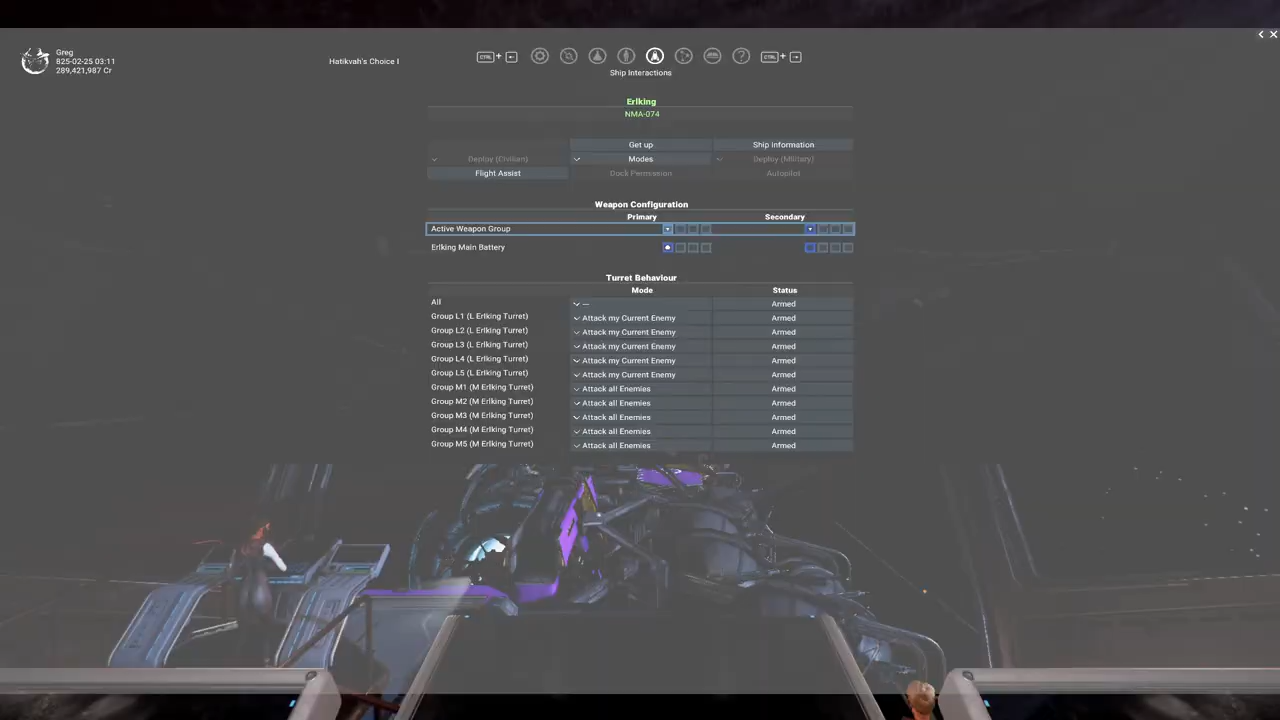 Greg
825-02-25 03:11
289,421,987 Cr
Hatikvah's Choice I
CTRL + CTRL +
Ship Interactions
Erlking
NMA-074
Get up Ship Information
Deploy (Civilian) Modes Deploy (Military)
Flight Assist Dock Permission Autopilot
Weapon Configuration
Primary Secondary
Active Weapon Group
Erlking Main Battery
Turret Behaviour
Mode Status
All — Armed
Group L1 (L Erlking Turret) Attack my Current Enemy Armed
Group L2 (L Erlking Turret) Attack my Current Enemy Armed
Group L3 (L Erlking Turret) Attack my Current Enemy Armed
Group L4 (L Erlking Turret) Attack my Current Enemy Armed
Group L5 (L Erlking Turret) Attack my Current Enemy Armed
Group M1 (M Erlking Turret) Attack all Enemies Armed
Group M2 (M Erlking Turret) Attack all Enemies Armed
Group M3 (M Erlking Turret) Attack all Enemies Armed
Group M4 (M Erlking Turret) Attack all Enemies Armed
Group M5 (M Erlking Turret) Attack all Enemies Armed